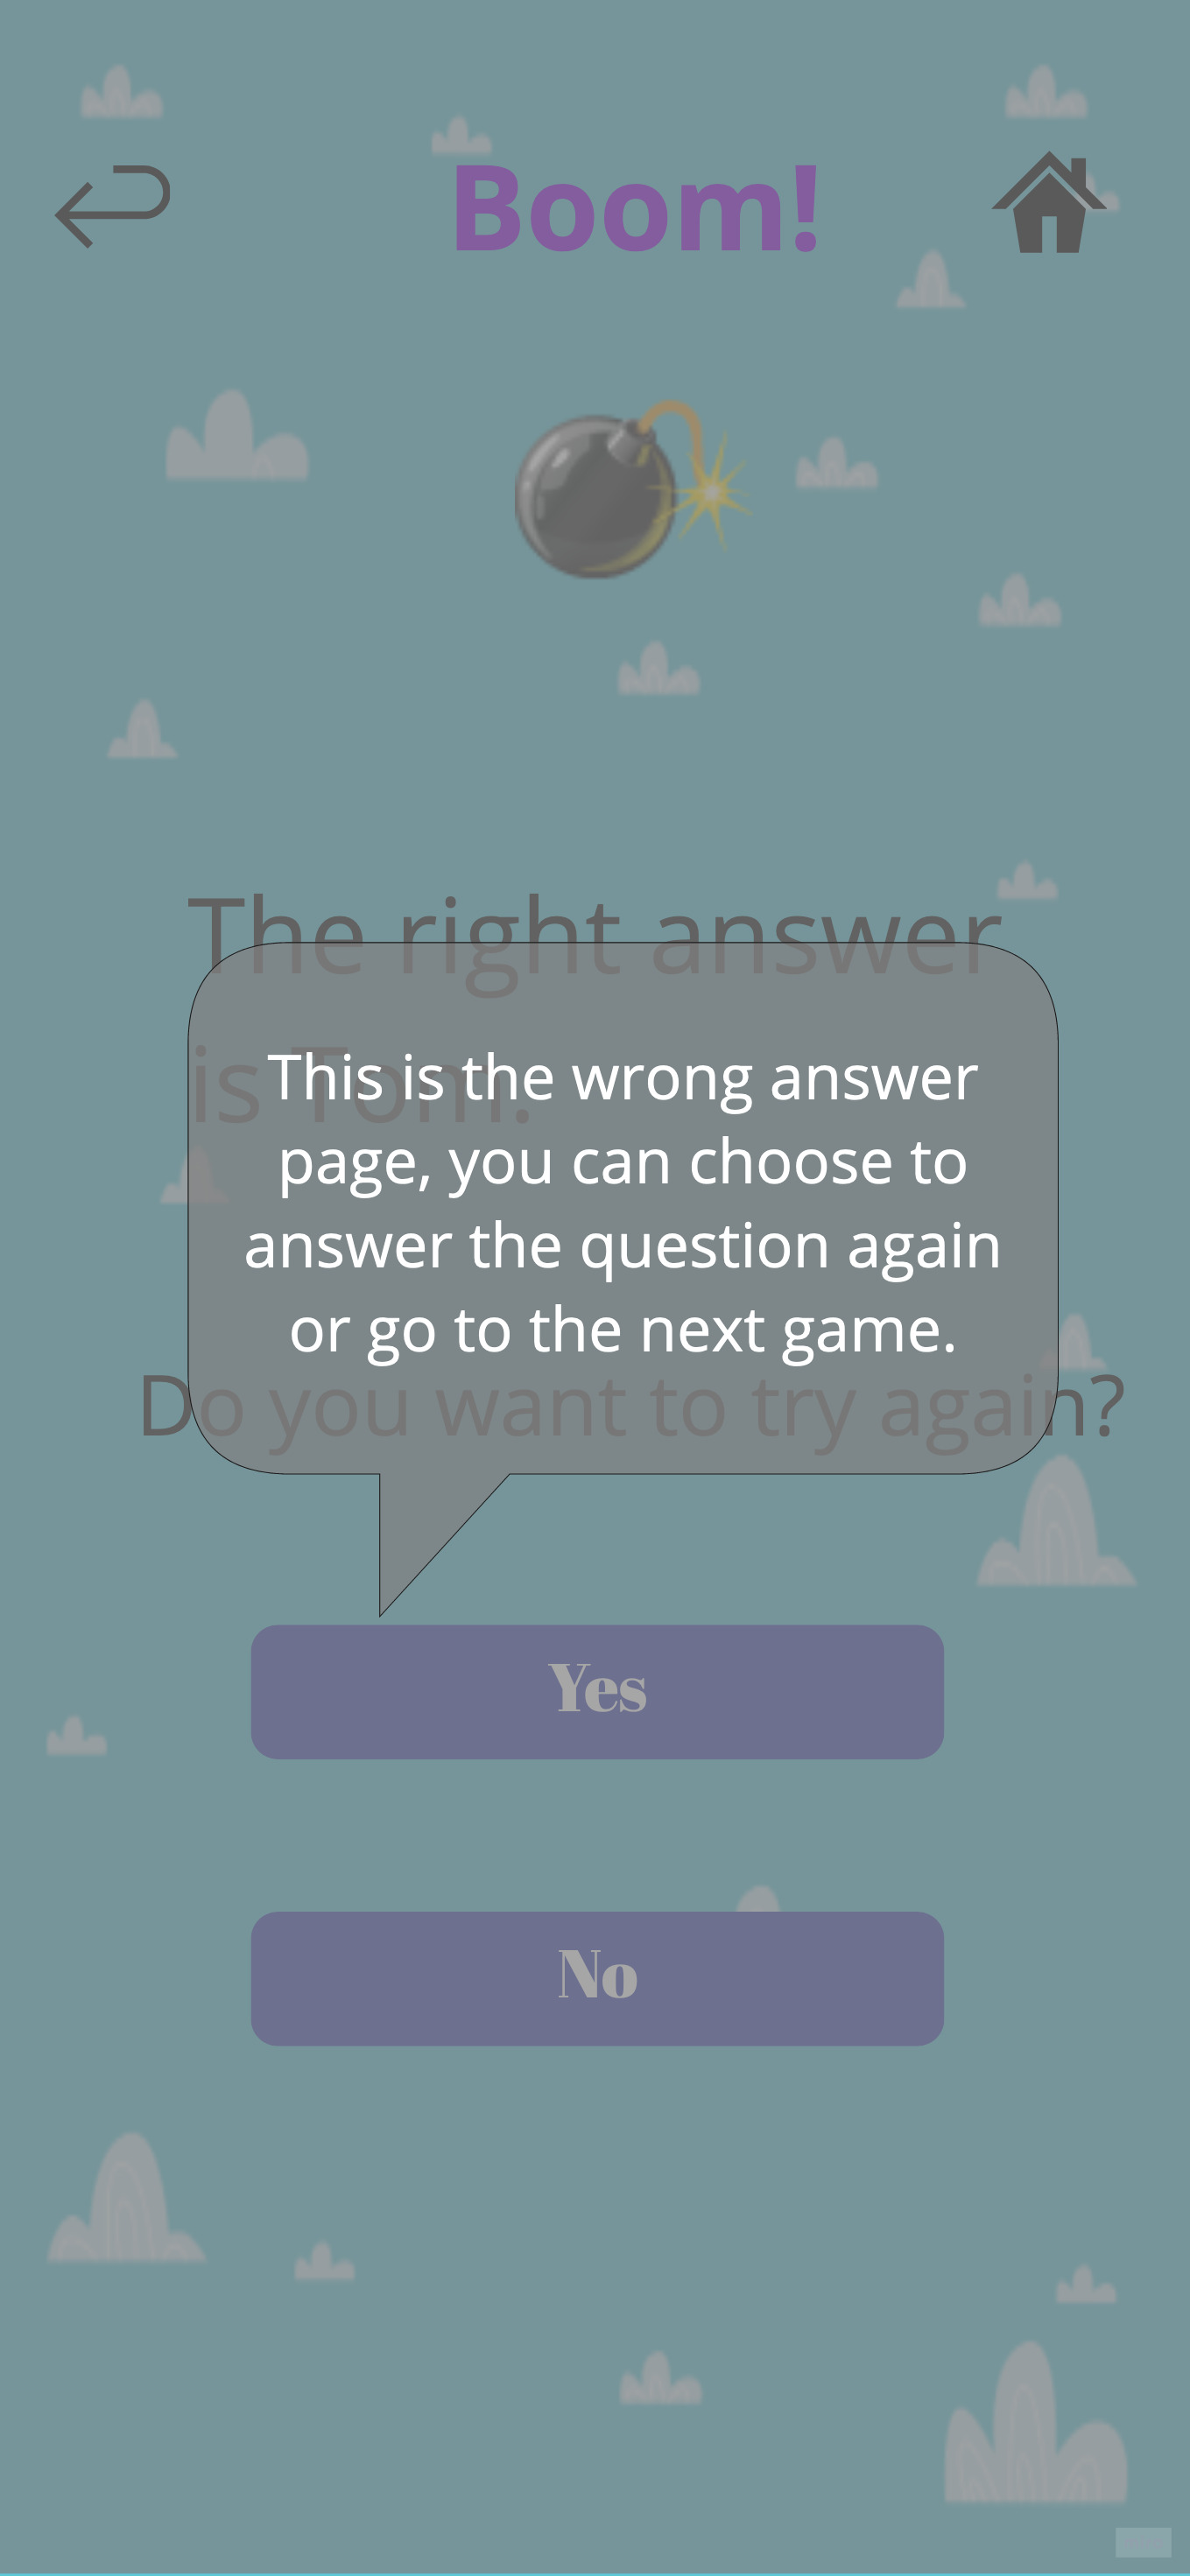 Boom!
The right answer
is Tom.
This is the wrong answer
page, you can choose to
answer the question again
or go to the next game.
Do you want to try again?
Yes
No